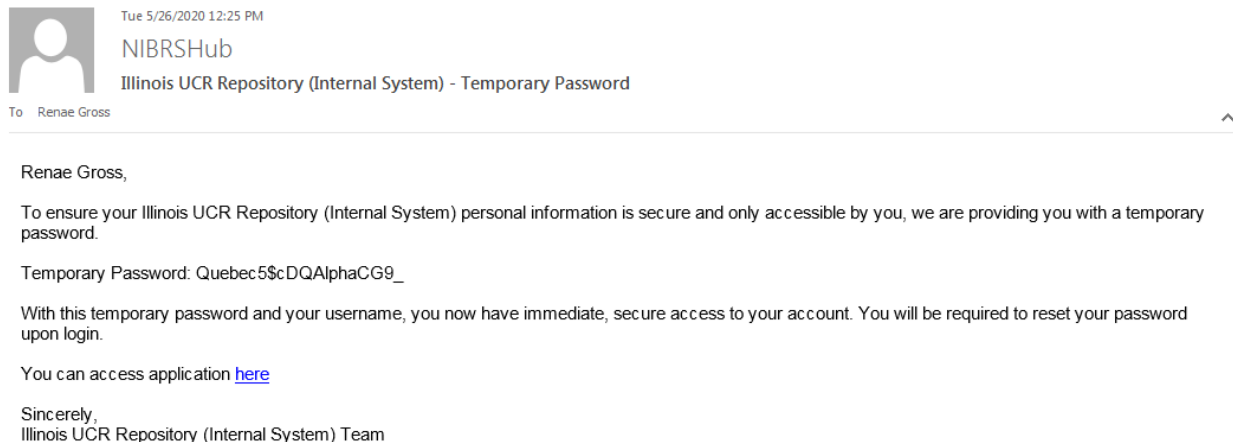 Tue 5/26/2020 12:25 PM
NIBRSHub
Illinois UCR Repository (Internal System) - Temporary Password
To Renae Gross
Renae Gross,
To ensure your Illinois UCR Repository (Internal System) personal information is secure and only accessible by you, we are providing you with a temporary
password.
Temporary Password: Quebec5$cDQAlphaCG9_
With this temporary password and your username, you now have immediate, secure access to your account. You will be required to reset your password
upon login.
You can access application here
Sincerely,
Illinois UCR Repository (Internal System) Team